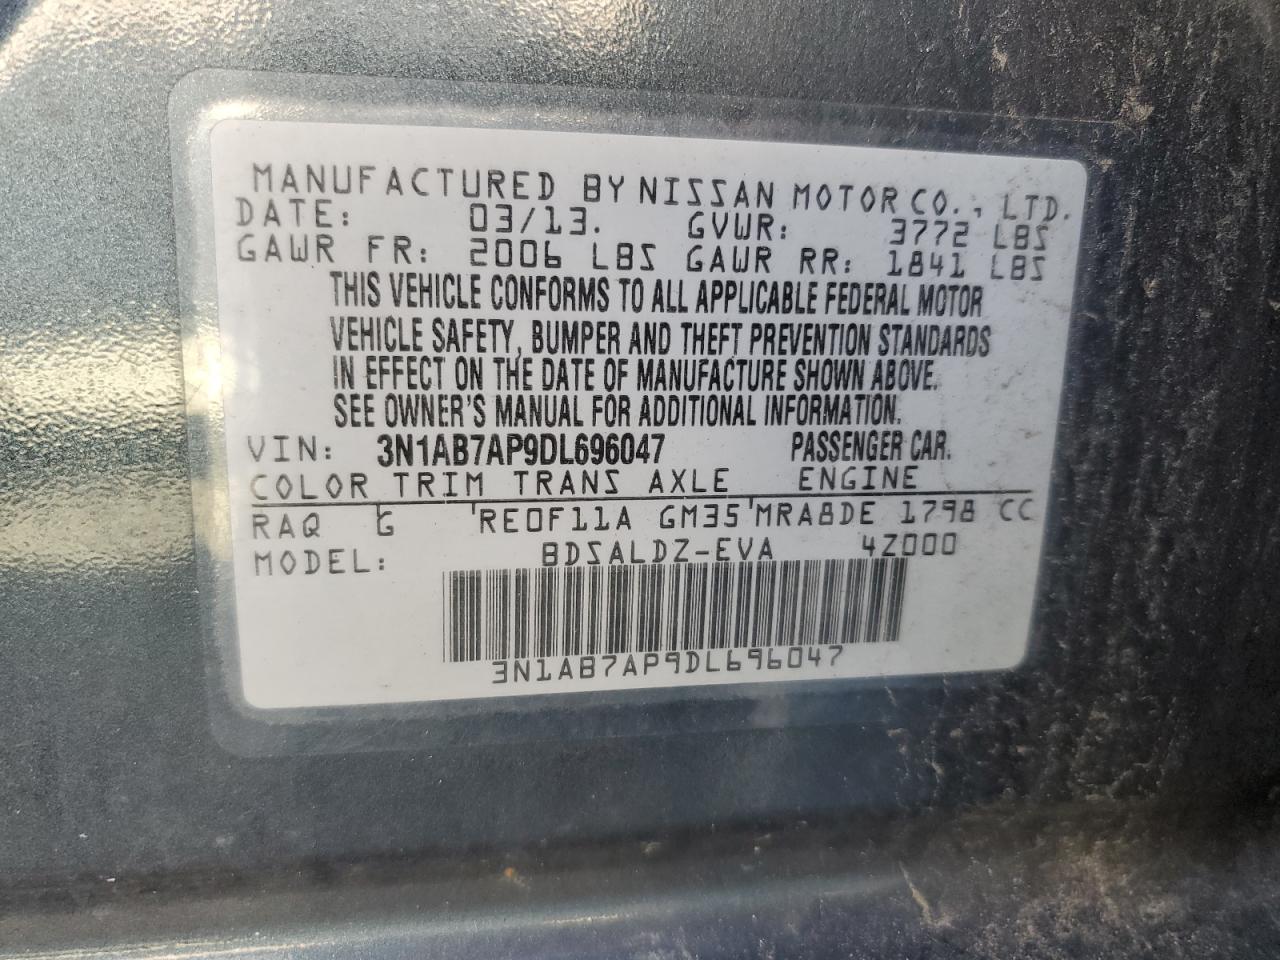 MANUFACTURED BY NISSAN MOTOR CO., LTD.
DATE: 03/13. GVWR: 3772 LBS
GAWR FR: 2006 LBS GAWR RR: 1841 LBS
THIS VEHICLE CONFORMS TO ALL APPLICABLE FEDERAL MOTOR
VEHICLE SAFETY, BUMPER AND THEFT PREVENTION STANDARDS
IN EFFECT ON THE DATE OF MANUFACTURE SHOWN ABOVE.
SEE OWNER'S MANUAL FOR ADDITIONAL INFORMATION.
VIN: 3N1AB7AP9DL696047 PASSENGER CAR.
COLOR TRIM TRANS AXLE ENGINE
RAQ G RE0F11A GM35 MRA8DE 1798 CC
MODEL: BDSALDZ-EVA 4Z000
3N1AB7AP9DL696047